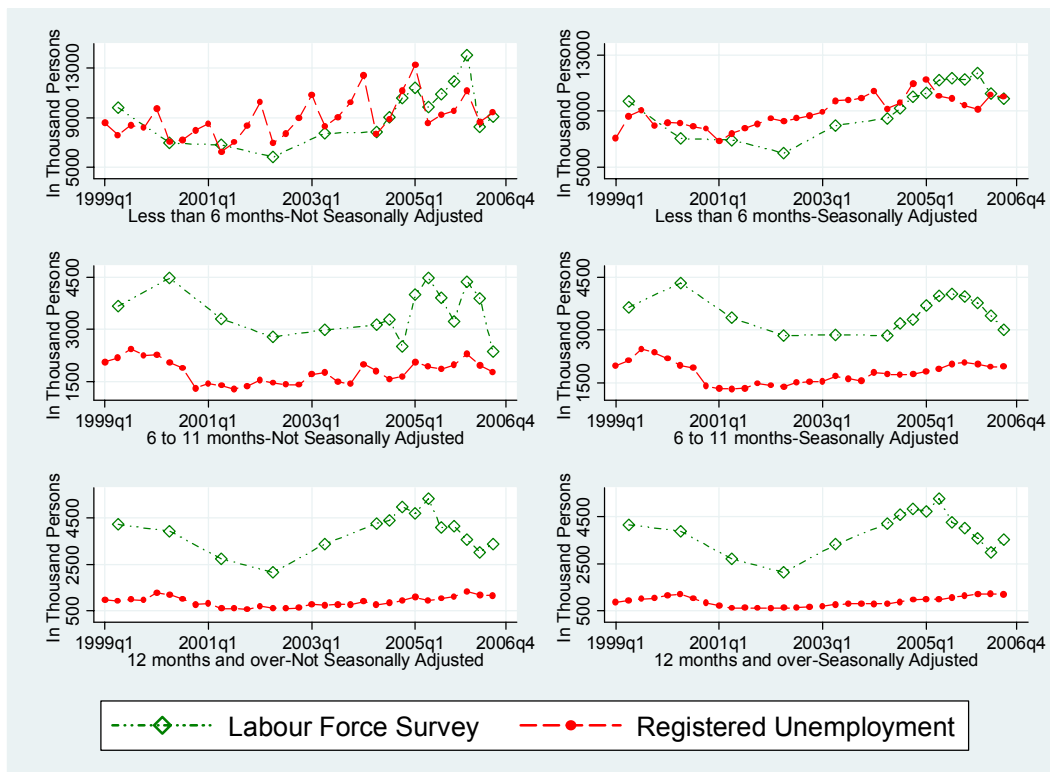 In Thousand Persons
13000
9000
5000
1999q1 2001q1 2003q1 2005q1 2006q4
Less than 6 months-Not Seasonally Adjusted
In Thousand Persons
13000
9000
5000
1999q1 2001q1 2003q1 2005q1 2006q4
Less than 6 months-Seasonally Adjusted
In Thousand Persons
4500
3000
1500
1999q1 2001q1 2003q1 2005q1 2006q4
6 to 11 months-Not Seasonally Adjusted
In Thousand Persons
4500
3000
1500
1999q1 2001q1 2003q1 2005q1 2006q4
6 to 11 months-Seasonally Adjusted
In Thousand Persons
4500
2500
500
1999q1 2001q1 2003q1 2005q1 2006q4
12 months and over-Not Seasonally Adjusted
In Thousand Persons
4500
2500
500
1999q1 2001q1 2003q1 2005q1 2006q4
12 months and over-Seasonally Adjusted
Labour Force Survey Registered Unemployment